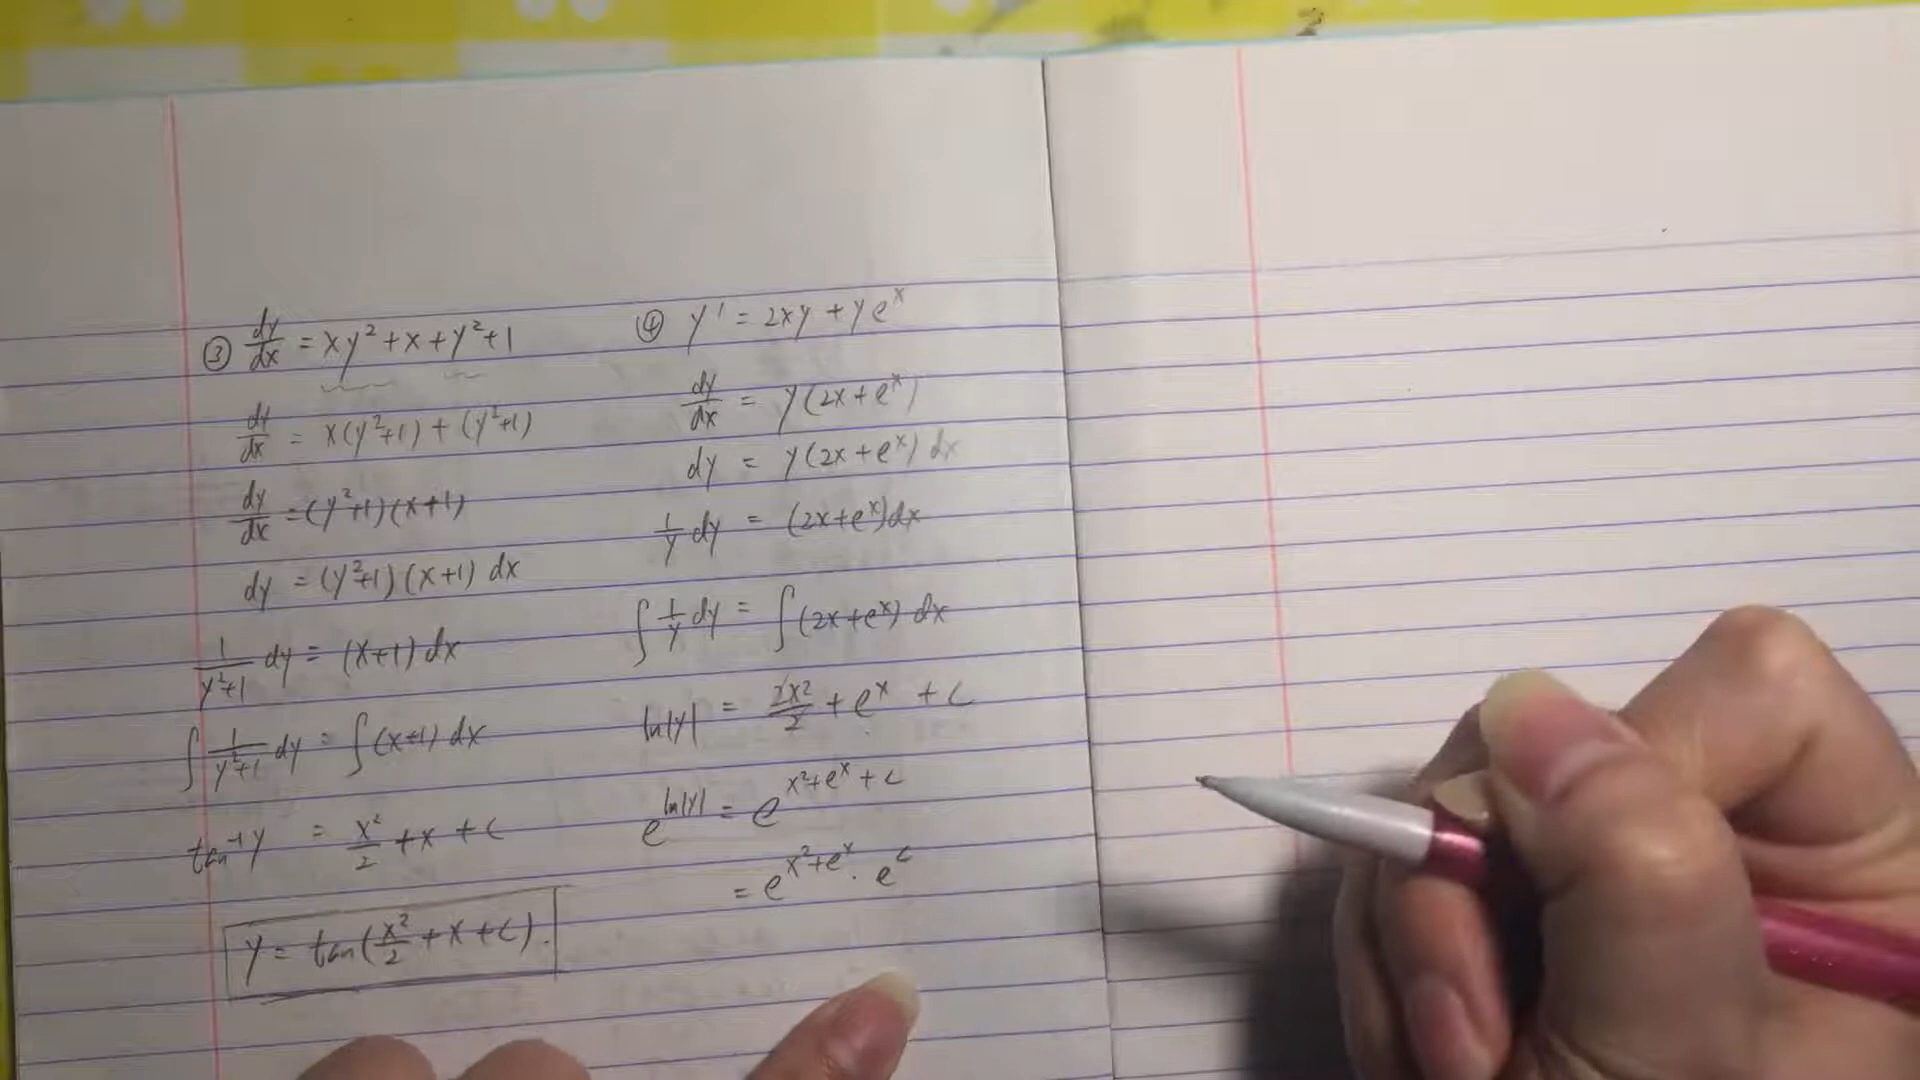 ③ dy/dx = xy² + x + y² + 1
dy/dx = x(y²+1) + (y²+1)
dy/dx = (y²+1)(x+1)
dy = (y²+1)(x+1) dx
1/(y²+1) dy = (x+1) dx
∫ 1/(y²+1) dy = ∫ (x+1) dx
tan⁻¹y = x²/2 + x + c
y = tan(x²/2 + x + c).
④ y' = 2xy + ye^x
dy/dx = y(2x+e^x)
dy = y(2x+e^x) dx
1/y dy = (2x+e^x)dx
∫ 1/y dy = ∫(2x+e^x) dx
ln|y| = 2x²/2 + e^x + c
e^(ln|y|) = e^(x²+e^x+c)
= e^(x²+e^x) · e^c